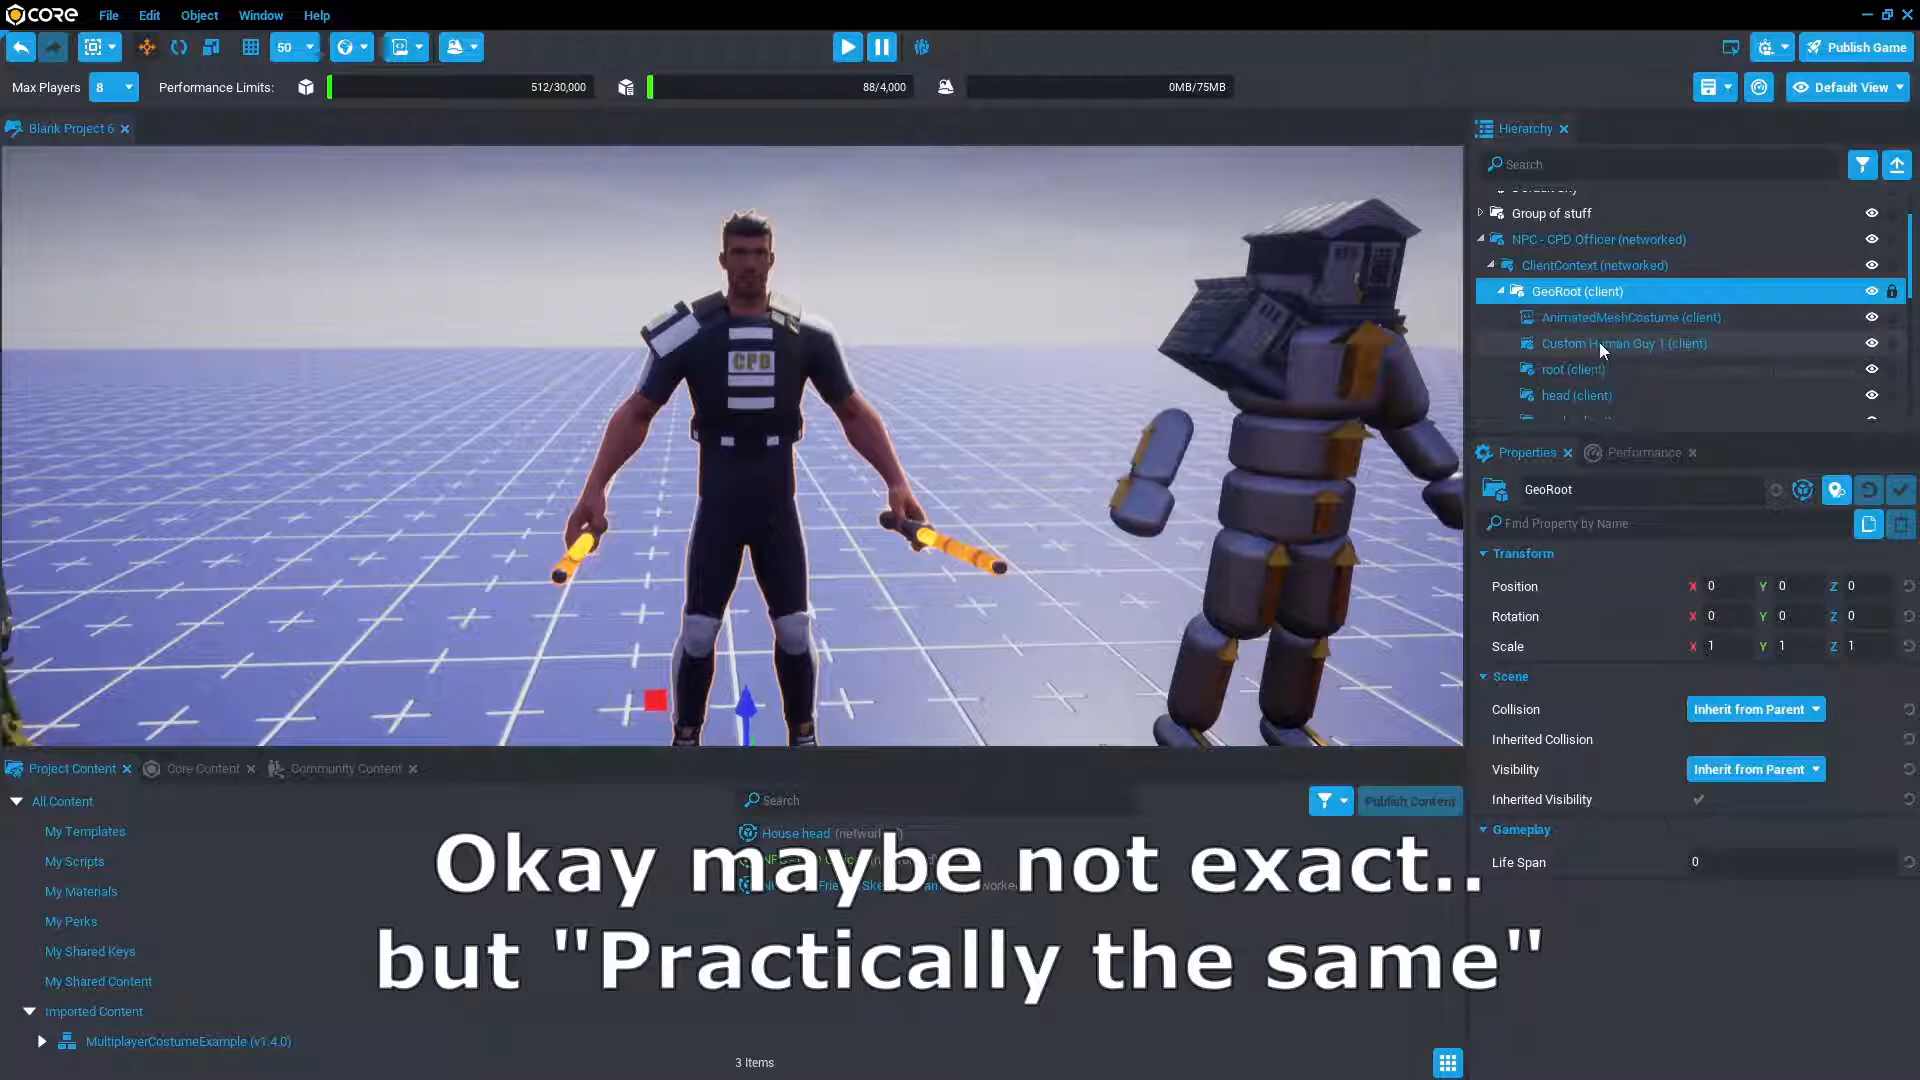 CORE
File Edit Object Window Help
50
Publish Game
Max Players 8 Performance Limits: 512/30,000 88/4,000 0MB/75MB
Default View
Blank Project 6
Hierarchy
Search
Group of stuff
NPC - CPD Officer (networked)
ClientContext (networked)
GeoRoot (client)
AnimatedMeshCostume (client)
Custom Human Guy 1 (client)
root (client)
head (client)
CPD
Properties Performance
GeoRoot
Find Property by Name
Transform
Position X 0 Y 0 Z 0
Rotation X 0 Y 0 Z 0
Scale X 1 Y 1 Z 1
Scene
Collision Inherit from Parent
Inherited Collision
Visibility Inherit from Parent
Inherited Visibility
Gameplay
Life Span 0
Project Content Core Content Community Content
All Content
My Templates
My Scripts
My Materials
My Perks
My Shared Keys
My Shared Content
Imported Content
MultiplayerCostumeExample (v1.4.0)
Search
Publish Content
House head (networked)
3 Items
Okay maybe not exact..
but "Practically the same"